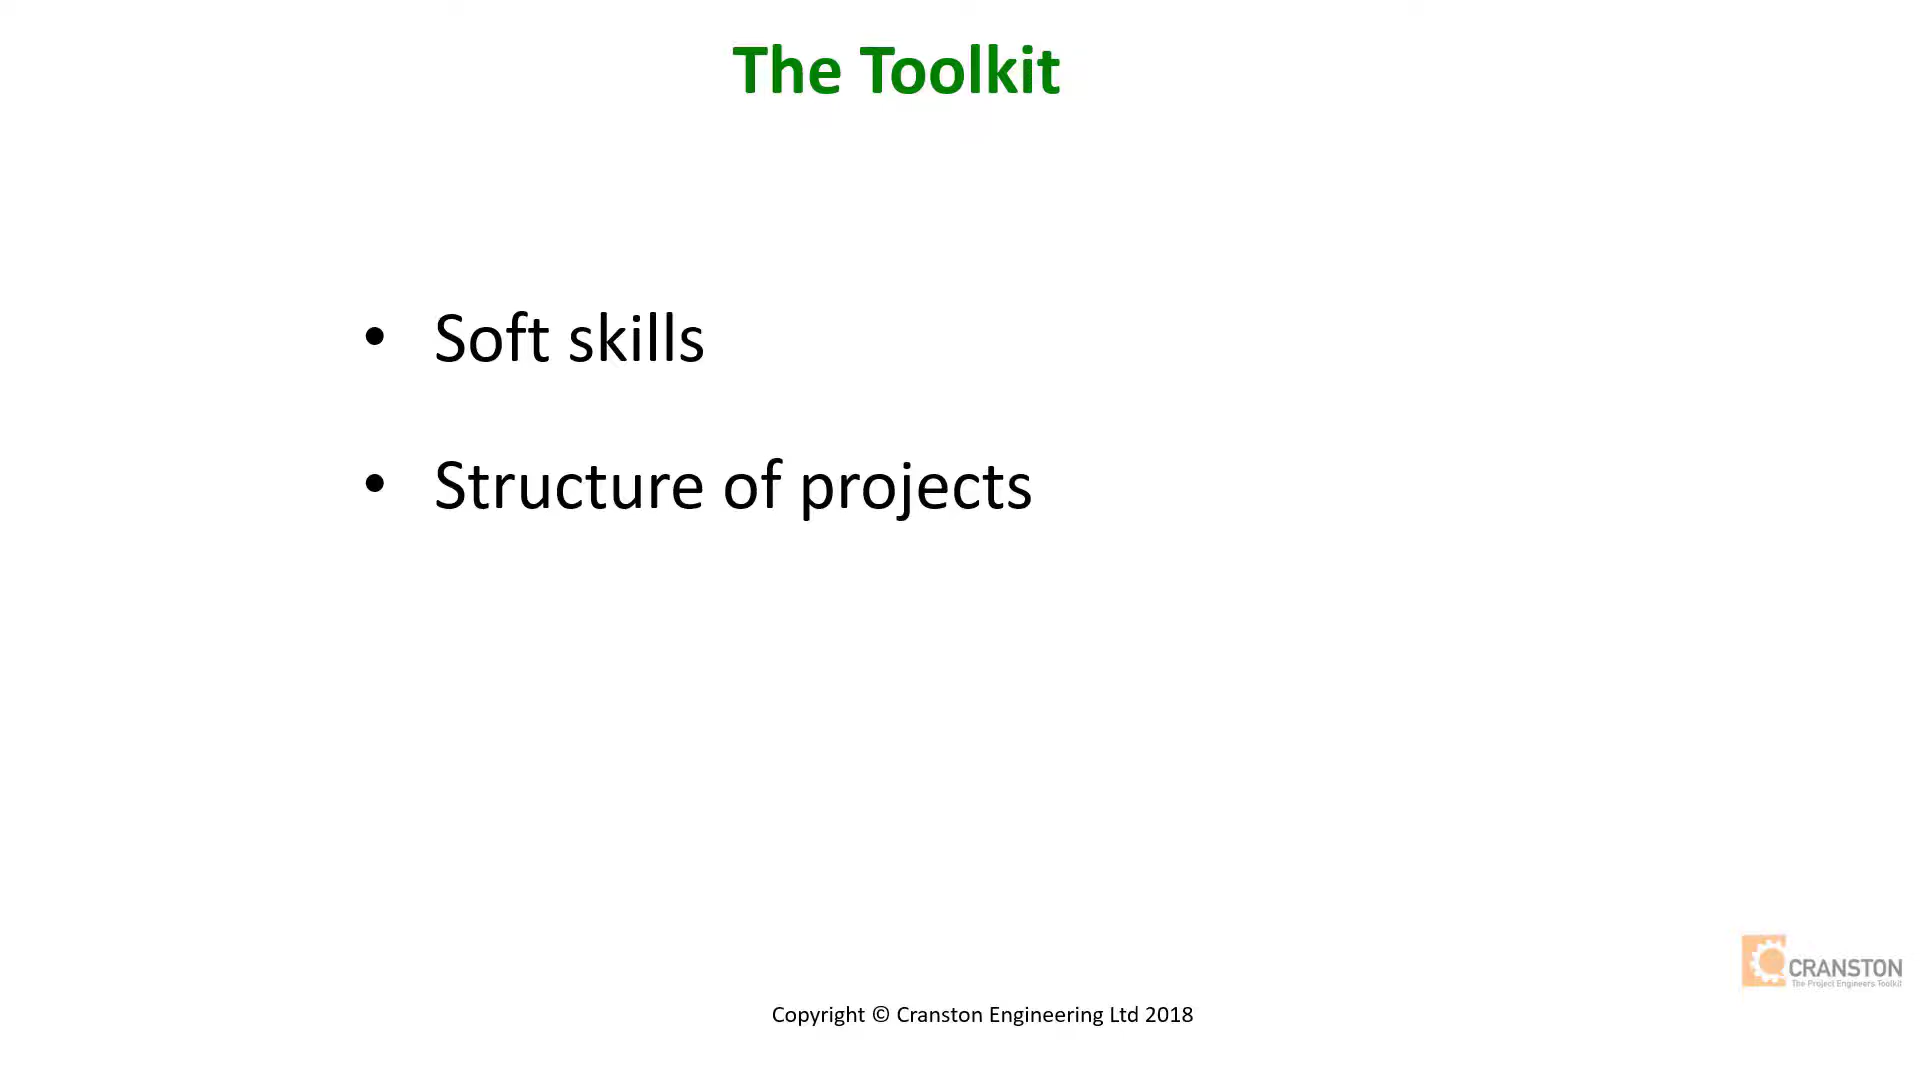 The Toolkit
• Soft skills
• Structure of projects
CRANSTON
The Project Engineers Toolkit
Copyright © Cranston Engineering Ltd 2018